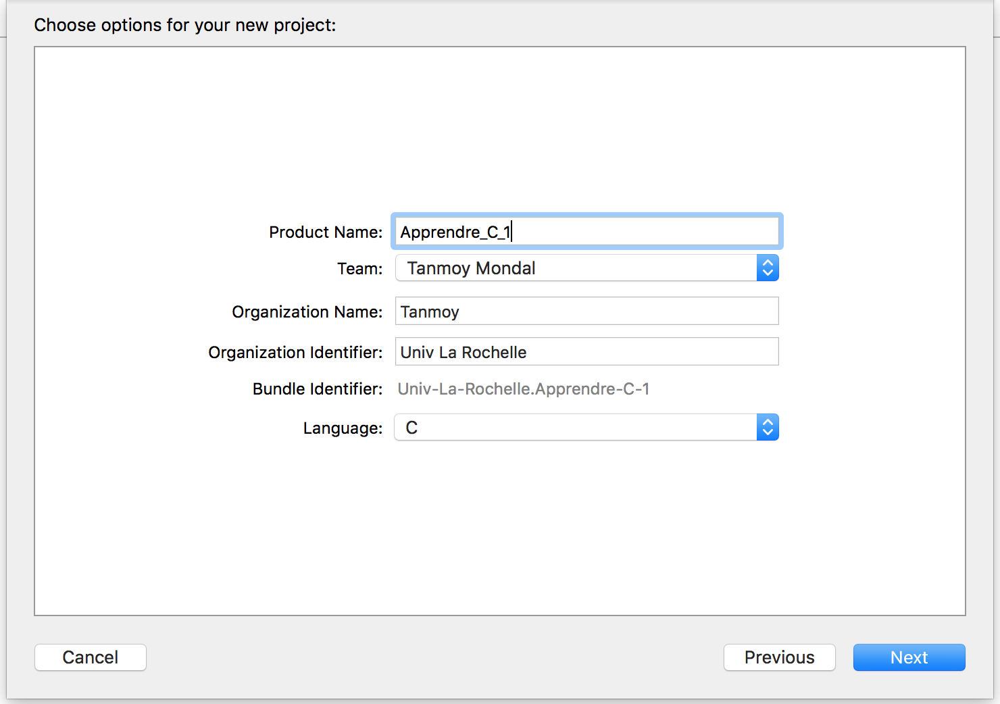 Choose options for your new project:
Product Name: Apprendre_C_1
Team: Tanmoy Mondal
Organization Name: Tanmoy
Organization Identifier: Univ La Rochelle
Bundle Identifier: Univ-La-Rochelle.Apprendre-C-1
Language: C
Cancel Previous Next